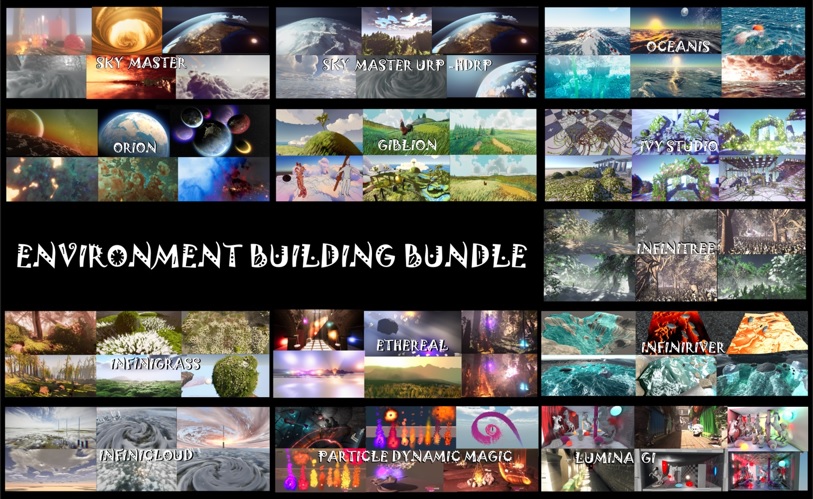 SKY MASTER
SKY MASTER URP -HDRP
OCEANIS
ORION
GIBLION
IVY STUDIO
ENVIRONMENT BUILDING BUNDLE
INFINITREE
INFINIGRASS
ETHEREAL
INFINIRIVER
INFINICLOUD
PARTICLE DYNAMIC MAGIC
LUMINA GI